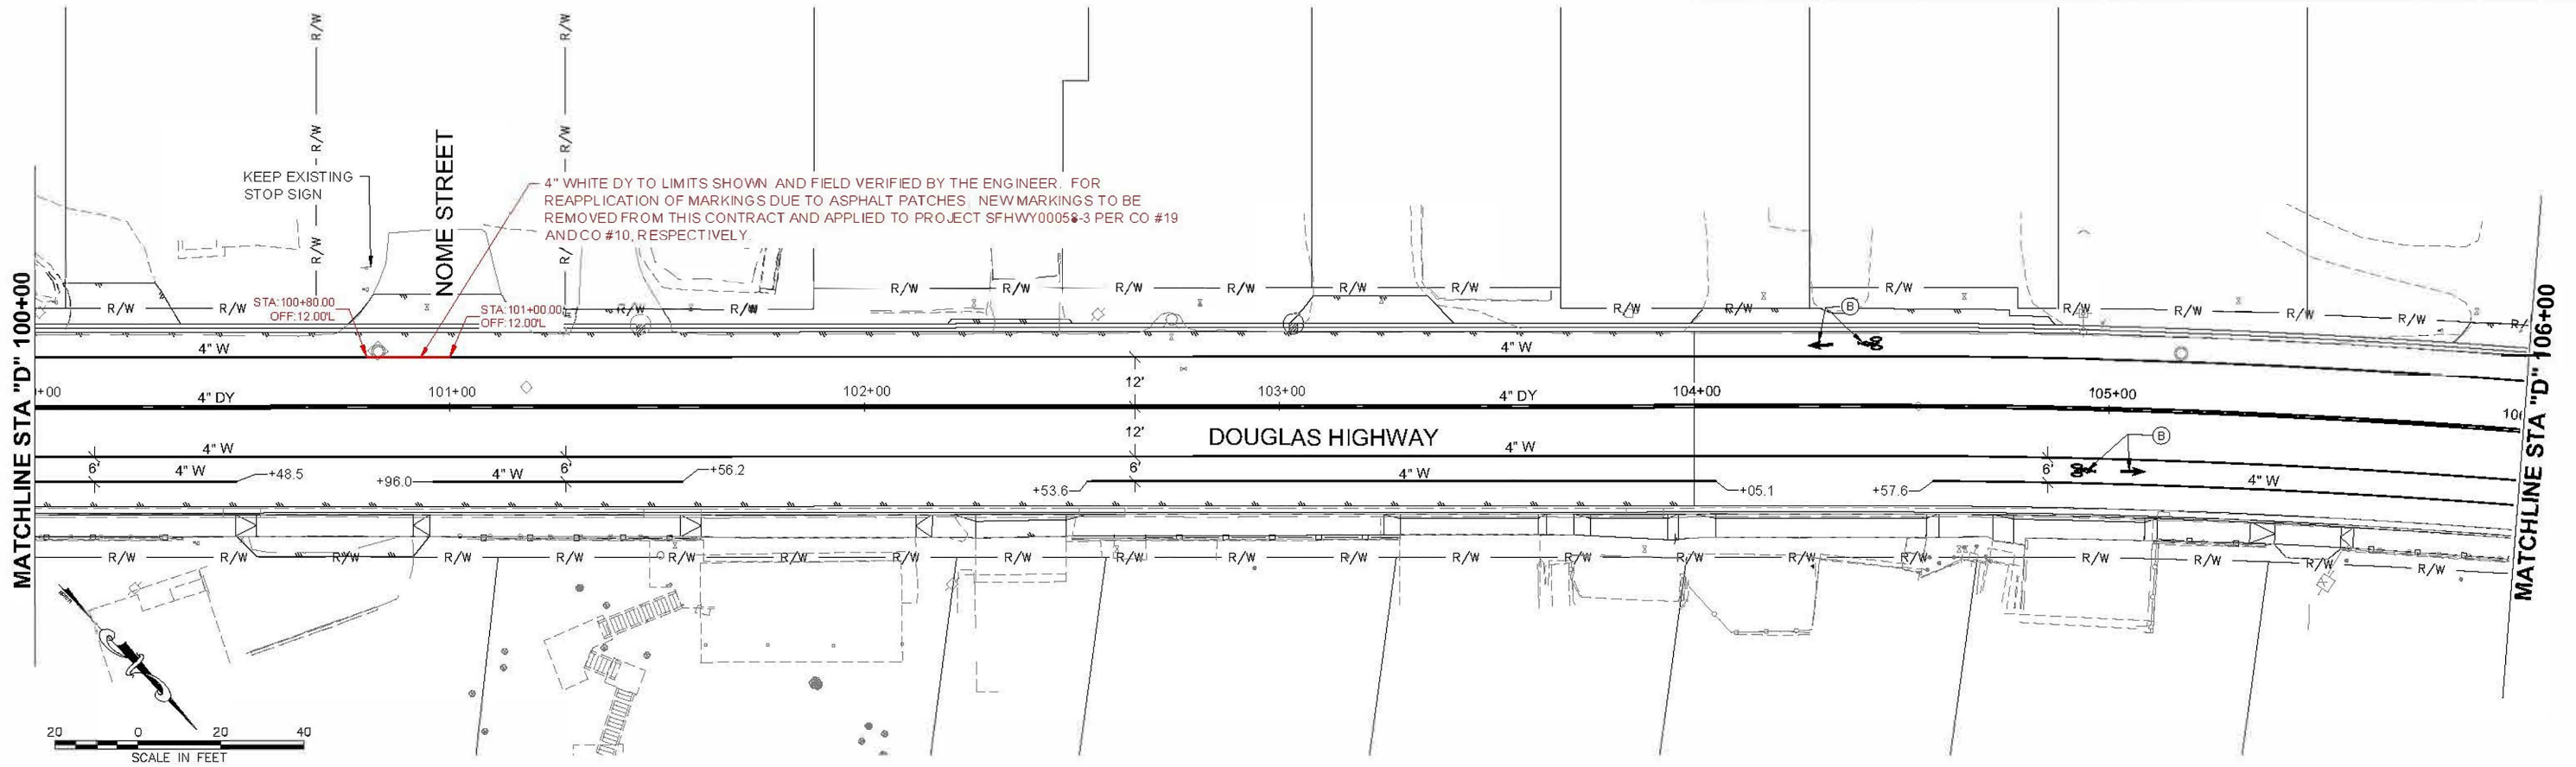 R/W R/W
R/W R/W
KEEP EXISTING
STOP SIGN
NOME STREET
4" WHITE DY TO LIMITS SHOWN AND FIELD VERIFIED BY THE ENGINEER. FOR
REAPPLICATION OF MARKINGS DUE TO ASPHALT PATCHES NEW MARKINGS TO BE
REMOVED FROM THIS CONTRACT AND APPLIED TO PROJECT PER CO #19
AND CO #10, RESPECTIVELY.
R/W R/W
R/W R/W R/W R/W R/W R/W R/W
STA:100+80.00
OFF:12.00'L
STA:101+00.00
OFF:12.00'L
R/W R/W R/W R/W R/W R/W R/W R/W R/W R/W
B
MATCHLINE STA "D" 100+00
4" W 4" W
+00 101+00 102+00 103+00 104+00 105+00
12'
4" DY 4" DY
12'
DOUGLAS HIGHWAY
B
4" W 4" W
6' 4" W +48.5 +96.0 4" W 6' +56.2 6' 4" W 6' 4" W
+53.6 +05.1 +57.6
R/W R/W R/W R/W R/W R/W R/W R/W R/W R/W R/W R/W R/W R/W R/W R/W R/W R/W R/W R/W R/W R/W
MATCHLINE STA "D" 106+00
20 0 20 40
SCALE IN FEET